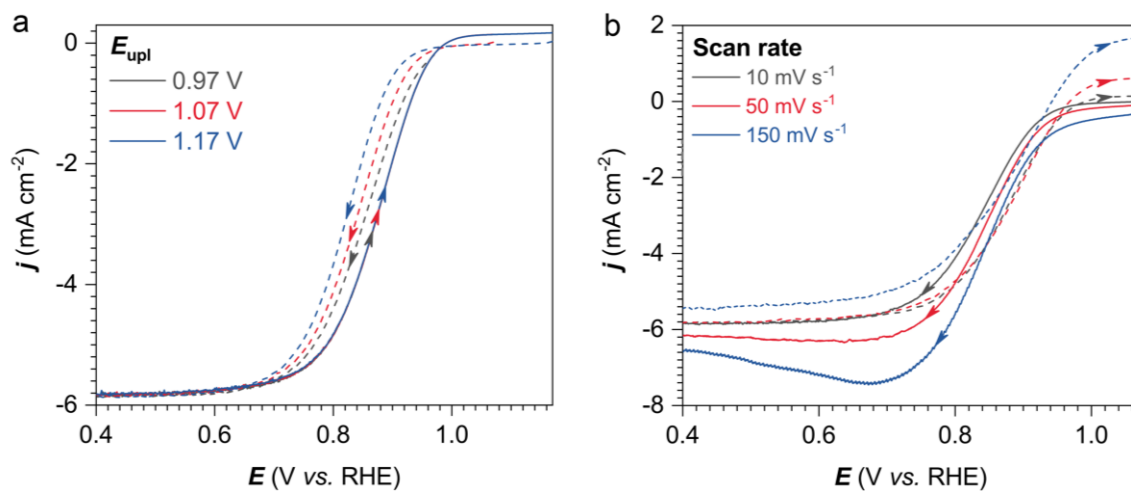 a
E_upl
0.97 V
1.07 V
1.17 V
0
-2
-4
-6
j (mA cm⁻²)
0.4 0.6 0.8 1.0
E (V vs. RHE)
b
Scan rate
10 mV s⁻¹
50 mV s⁻¹
150 mV s⁻¹
2
0
-2
-4
-6
-8
j (mA cm⁻²)
0.4 0.6 0.8 1.0
E (V vs. RHE)